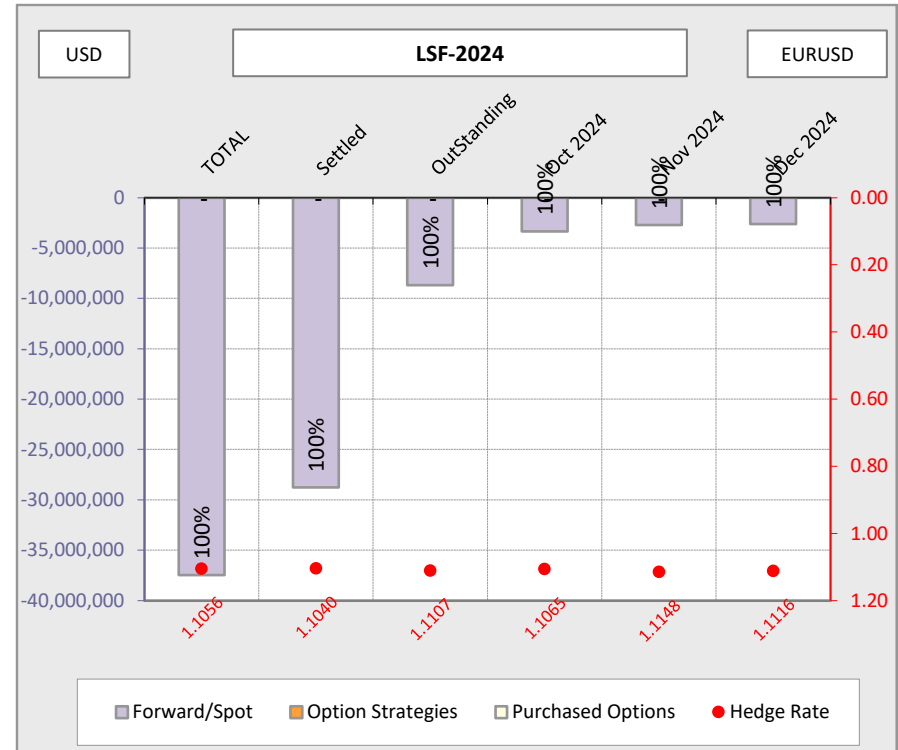 USD
LSF-2024
EURUSD
TOTAL
Settled
OutStanding
Oct 2024
Nov 2024
Dec 2024
0
-5,000,000
-10,000,000
-15,000,000
-20,000,000
-25,000,000
-30,000,000
-35,000,000
-40,000,000
100%
100%
100%
100%
100%
100%
0.00
0.20
0.40
0.60
0.80
1.00
1.20
1.1056
1.1040
1.1107
1.1065
1.1148
1.1116
Forward/Spot Option Strategies Purchased Options Hedge Rate